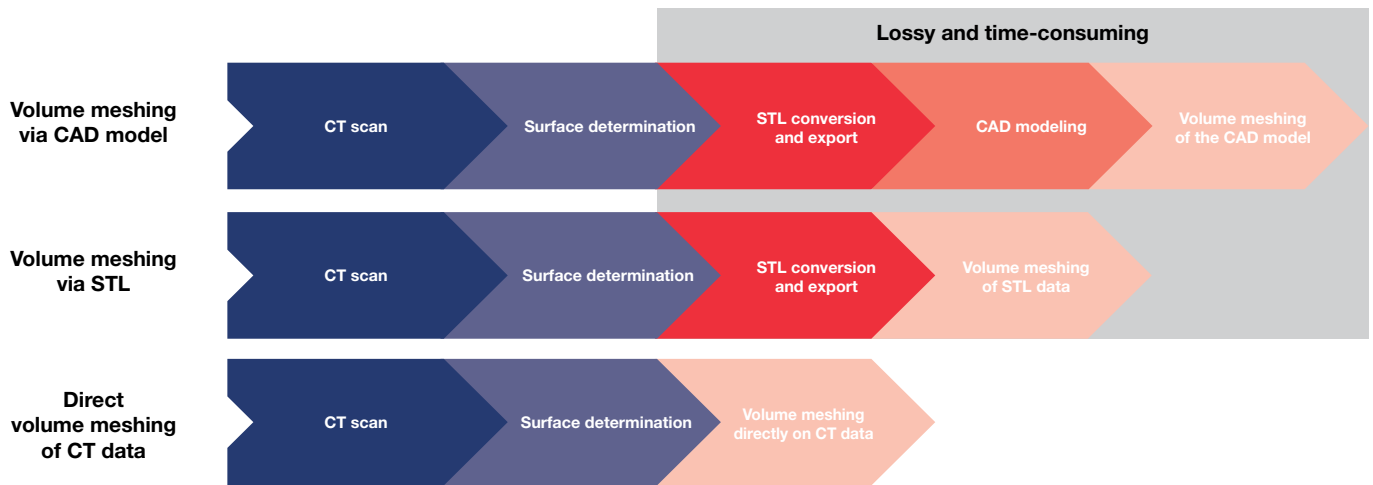 Lossy and time-consuming
Volume meshing
via CAD model
CT scan
Surface determination
STL conversion
and export
CAD modeling
Volume meshing
of the CAD model
Volume meshing
via STL
CT scan
Surface determination
STL conversion
and export
Volume meshing
of STL data
Direct
volume meshing
of CT data
CT scan
Surface determination
Volume meshing
directly on CT data